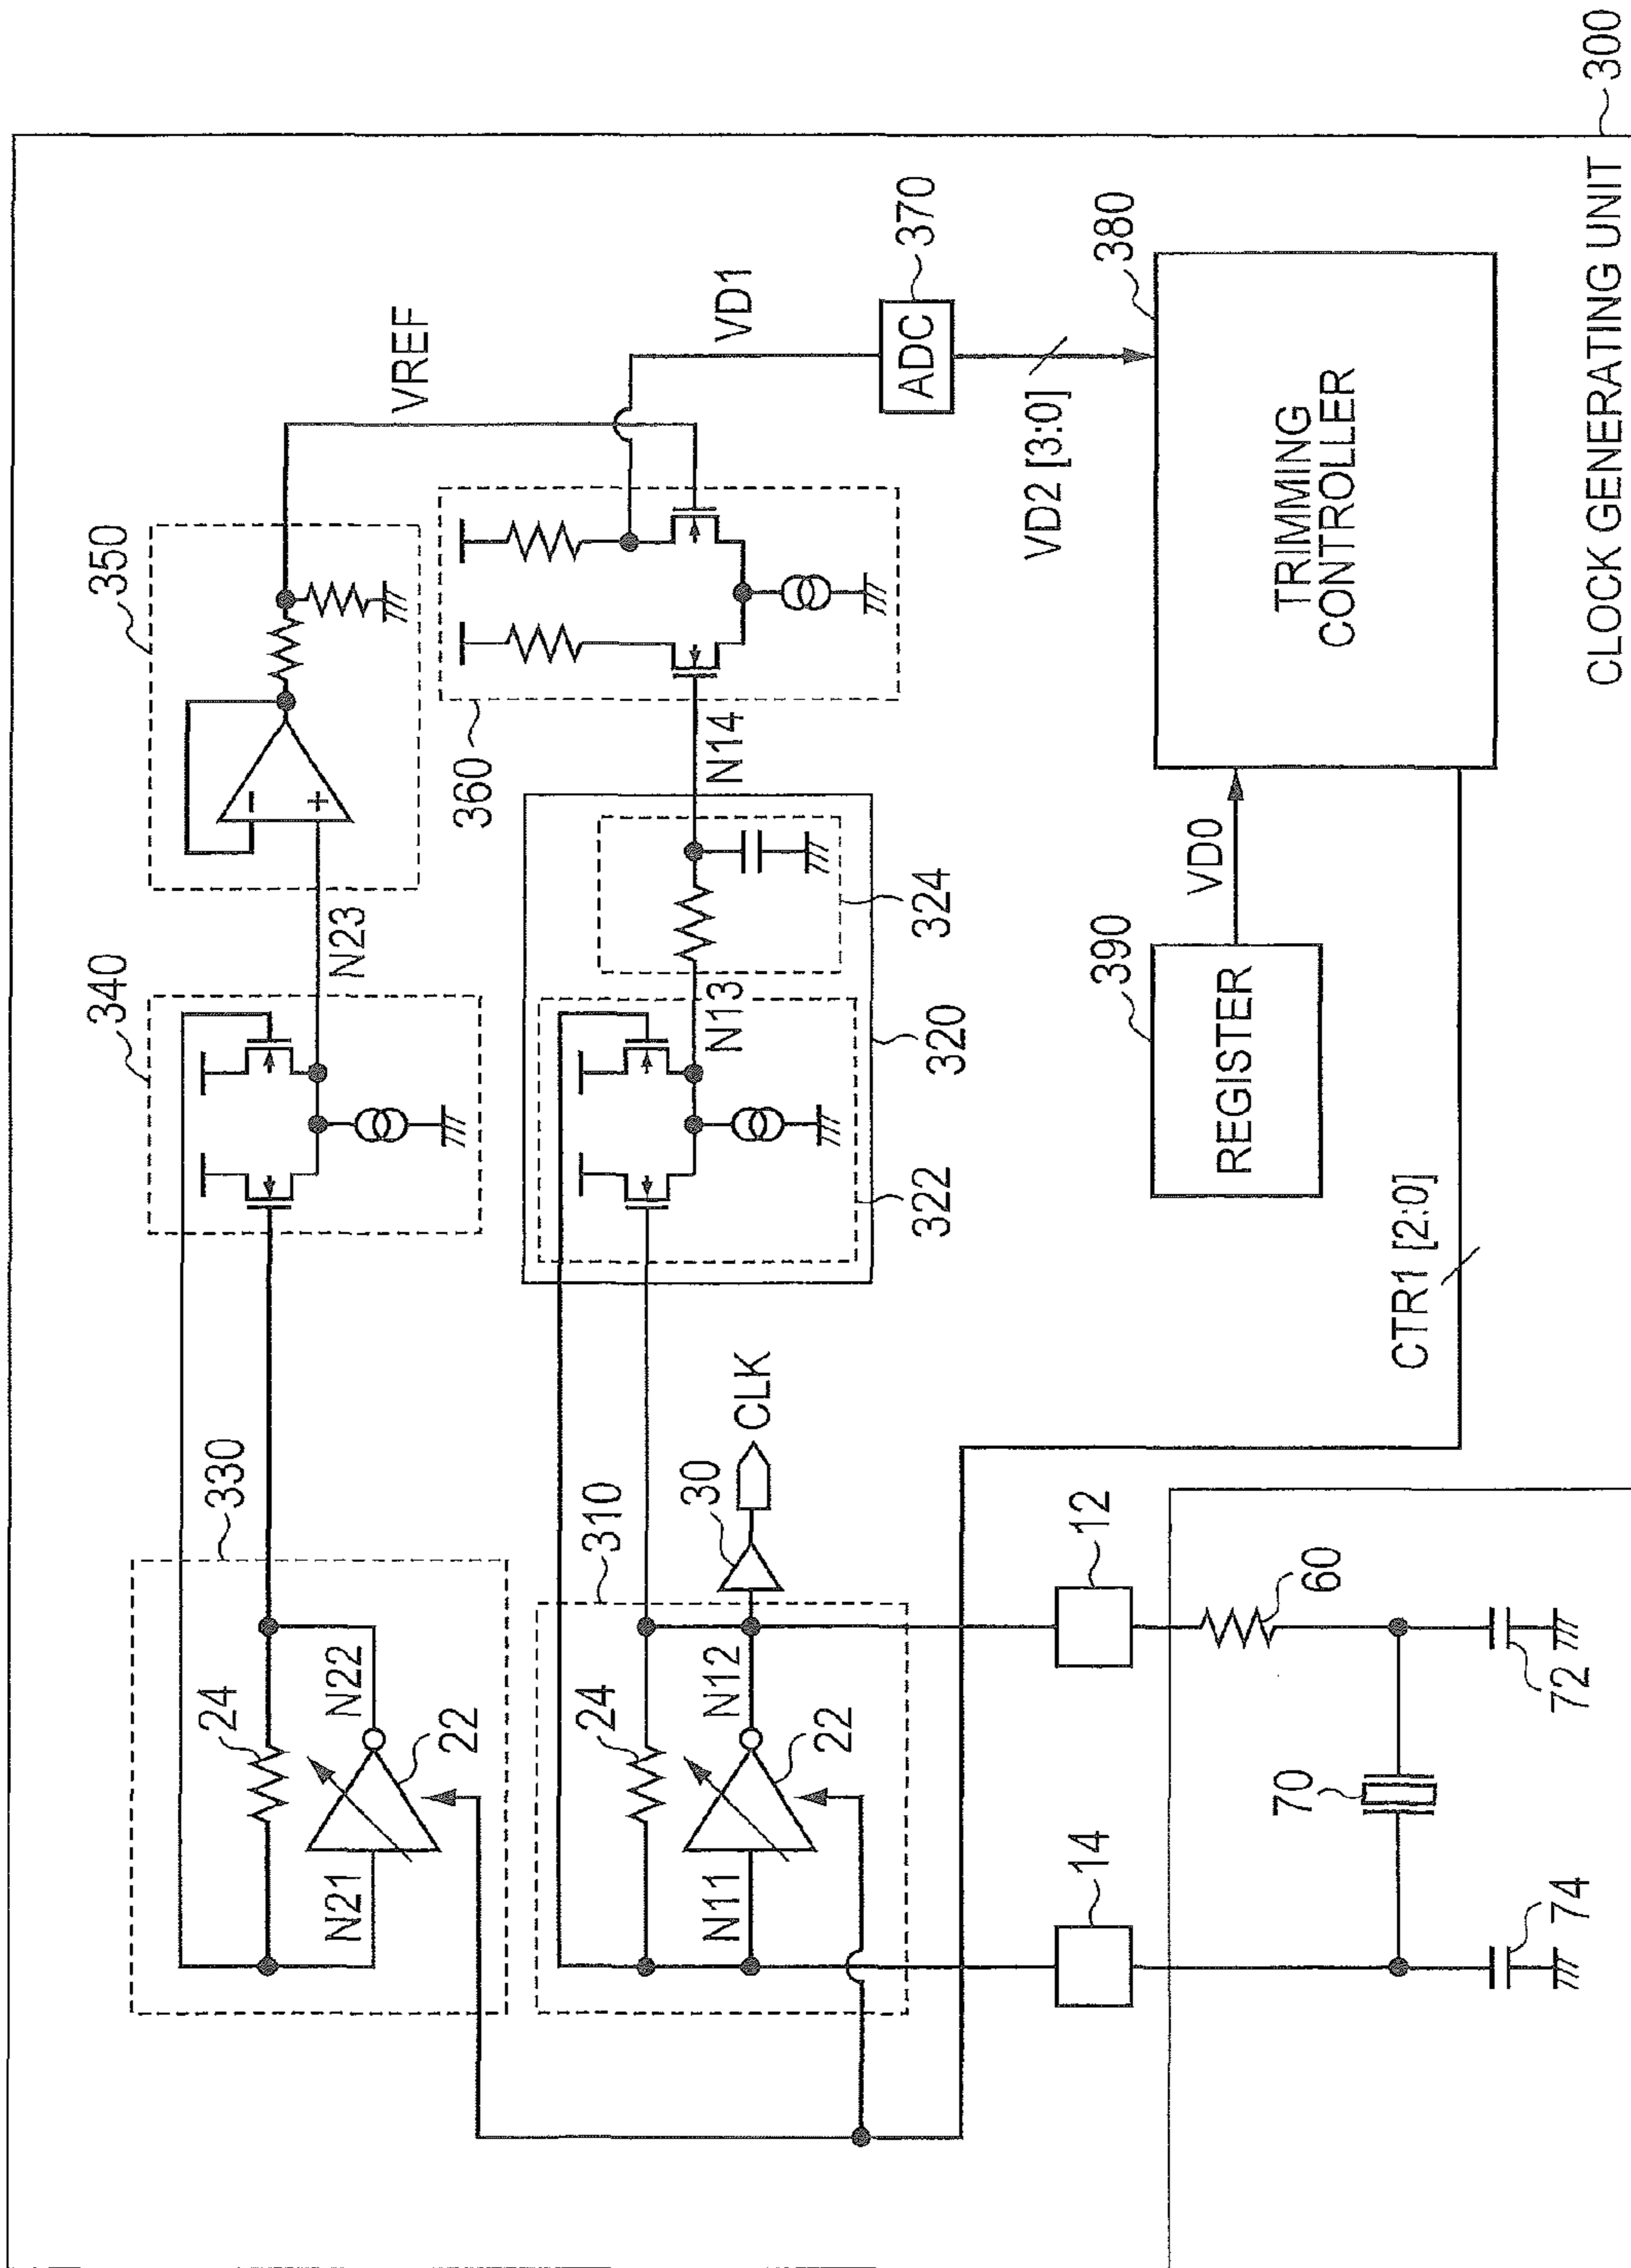 330
24
N21
N22
22
340
N23
350
VREF
310
24
N11
N12
22
30
CLK
322
320
N13
324
N14
360
VD1
370
ADC
VD2 [3:0]
14
12
CTR1 [2:0]
390
REGISTER
VD0
380
TRIMMING
CONTROLLER
60
70
74
72
CLOCK GENERATING UNIT
300